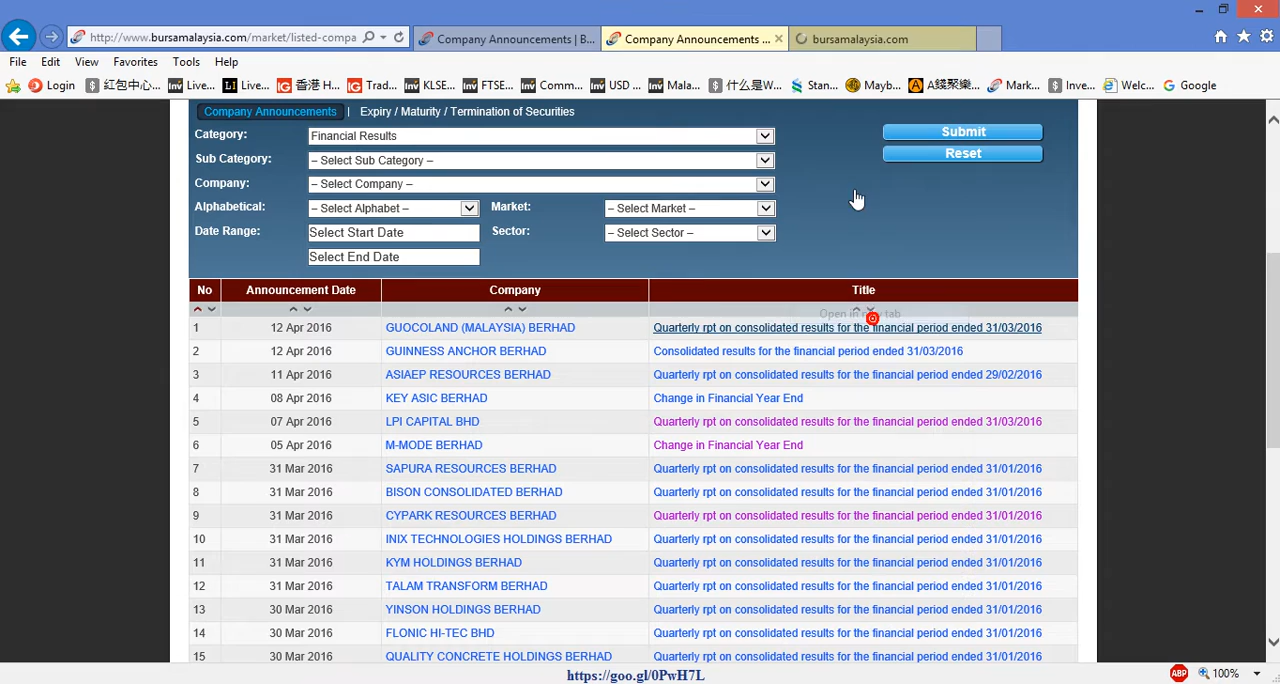 http://www.bursamalaysia.com/market/listed-compa
Company Announcements | B...
Company Announcements ...
bursamalaysia.com
File Edit View Favorites Tools Help
Login 紅包中心... Live... Live... 香港 H... Trad... KLSE... FTSE... Comm... USD ... Mala... 什么是W... Stan... Mayb... A錢聚樂... Mark... Inve... Welc... Google
Company Announcements | Expiry / Maturity / Termination of Securities
Category: Financial Results Submit
Sub Category: – Select Sub Category – Reset
Company: – Select Company –
Alphabetical: – Select Alphabet – Market: – Select Market –
Date Range: Select Start Date Sector: – Select Sector –
Select End Date
No Announcement Date Company Title
1 12 Apr 2016 GUOCOLAND (MALAYSIA) BERHAD Quarterly rpt on consolidated results for the financial period ended 31/03/2016
2 12 Apr 2016 GUINNESS ANCHOR BERHAD Consolidated results for the financial period ended 31/03/2016
3 11 Apr 2016 ASIAEP RESOURCES BERHAD Quarterly rpt on consolidated results for the financial period ended 29/02/2016
4 08 Apr 2016 KEY ASIC BERHAD Change in Financial Year End
5 07 Apr 2016 LPI CAPITAL BHD Quarterly rpt on consolidated results for the financial period ended 31/03/2016
6 05 Apr 2016 M-MODE BERHAD Change in Financial Year End
7 31 Mar 2016 SAPURA RESOURCES BERHAD Quarterly rpt on consolidated results for the financial period ended 31/01/2016
8 31 Mar 2016 BISON CONSOLIDATED BERHAD Quarterly rpt on consolidated results for the financial period ended 31/01/2016
9 31 Mar 2016 CYPARK RESOURCES BERHAD Quarterly rpt on consolidated results for the financial period ended 31/01/2016
10 31 Mar 2016 INIX TECHNOLOGIES HOLDINGS BERHAD Quarterly rpt on consolidated results for the financial period ended 31/01/2016
11 31 Mar 2016 KYM HOLDINGS BERHAD Quarterly rpt on consolidated results for the financial period ended 31/01/2016
12 31 Mar 2016 TALAM TRANSFORM BERHAD Quarterly rpt on consolidated results for the financial period ended 31/01/2016
13 30 Mar 2016 YINSON HOLDINGS BERHAD Quarterly rpt on consolidated results for the financial period ended 31/01/2016
14 30 Mar 2016 FLONIC HI-TEC BHD Quarterly rpt on consolidated results for the financial period ended 31/01/2016
15 30 Mar 2016 QUALITY CONCRETE HOLDINGS BERHAD Quarterly rpt on consolidated results for the financial period ended 31/01/2016
https://goo.gl/0PwH7L
ABP 100%